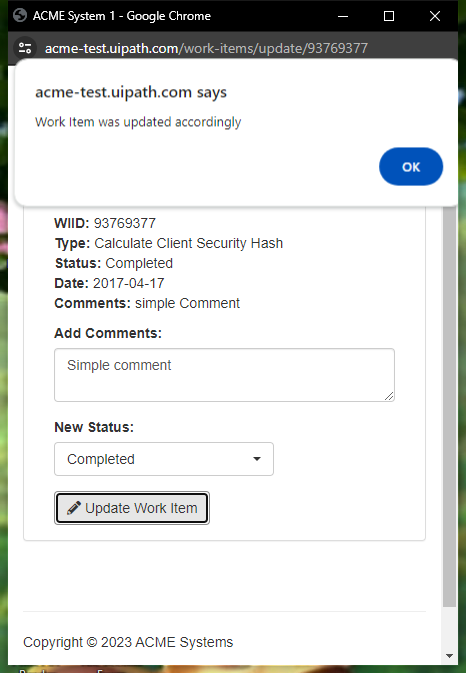 ACME System 1 - Google Chrome
acme-test.uipath.com/work-items/update/93769377
acme-test.uipath.com says
Work Item was updated accordingly
OK
WIID: 93769377
Type: Calculate Client Security Hash
Status: Completed
Date: 2017-04-17
Comments: simple Comment
Add Comments:
Simple comment
New Status:
Completed
Update Work Item
Copyright © 2023 ACME Systems